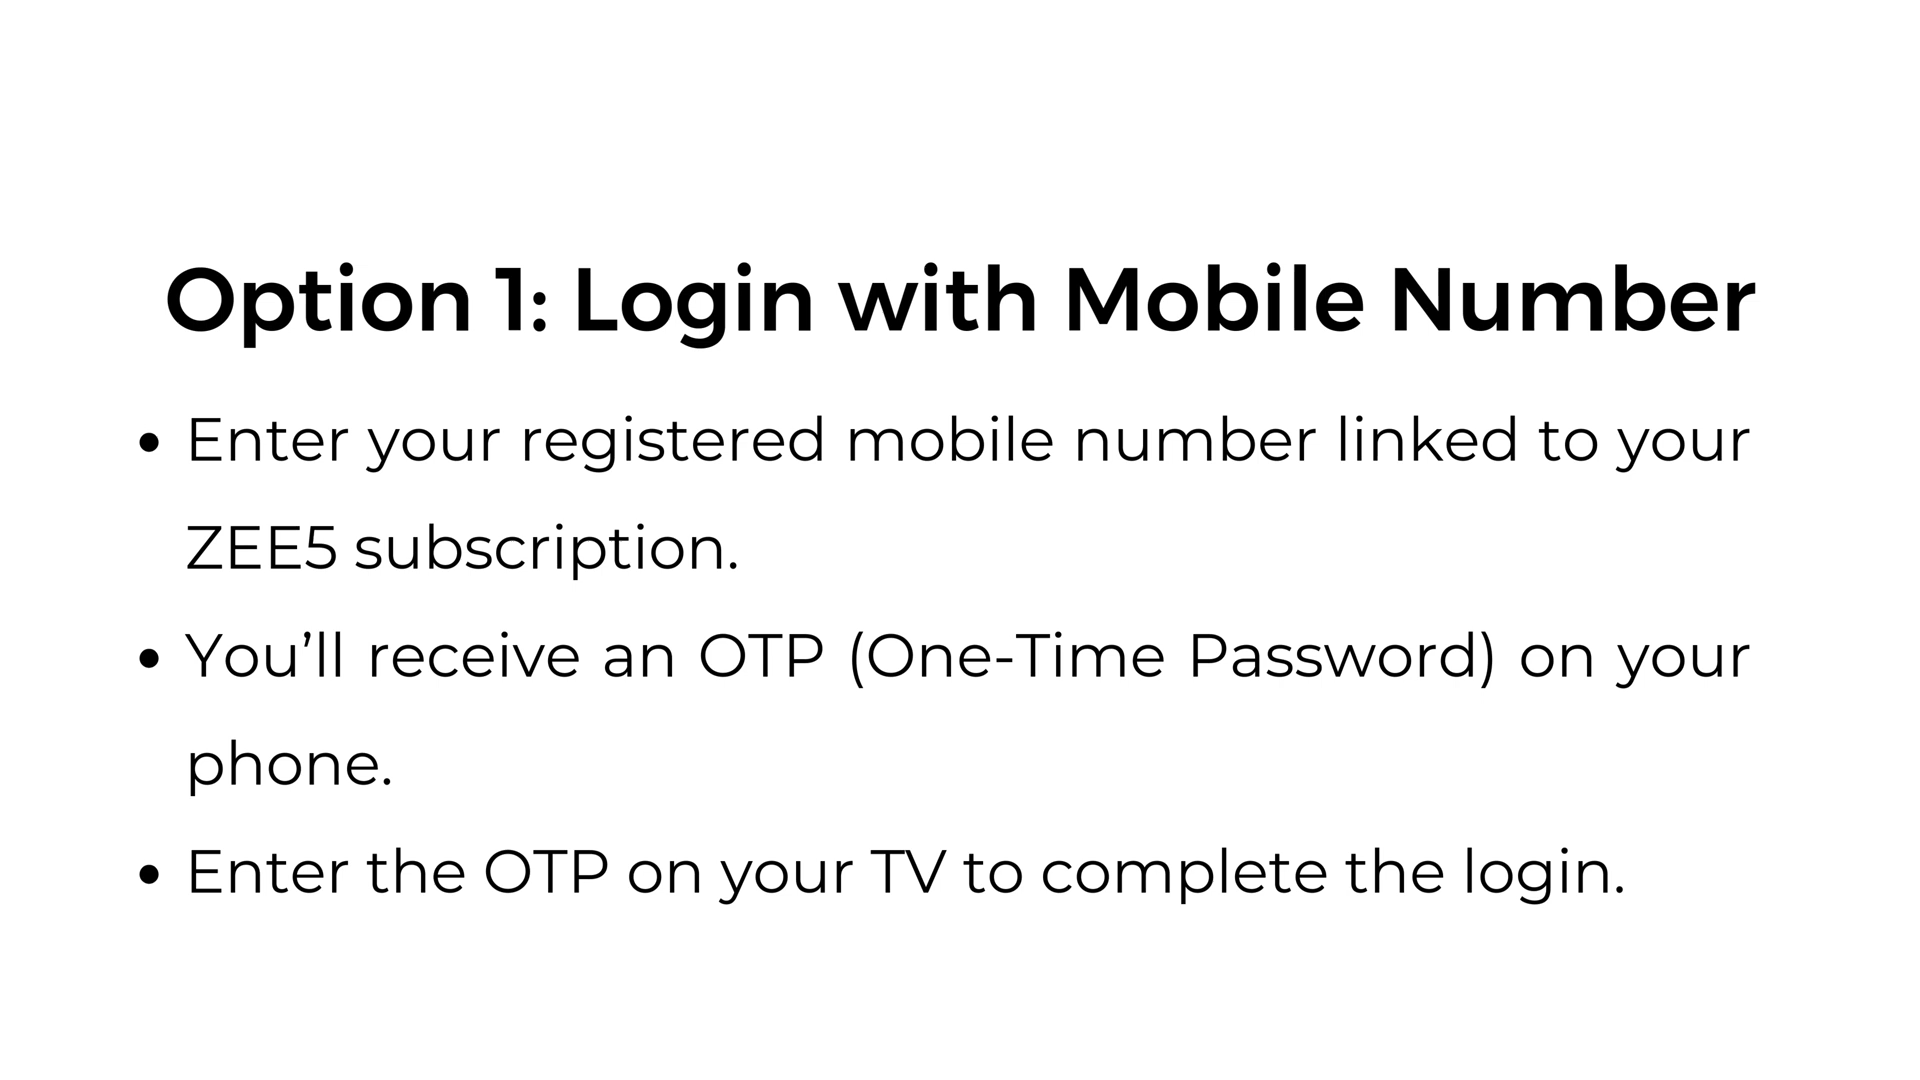 Option 1: Login with Mobile Number
• Enter your registered mobile number linked to your
ZEE5 subscription.
• You’ll receive an OTP (One-Time Password) on your
phone.
• Enter the OTP on your TV to complete the login.